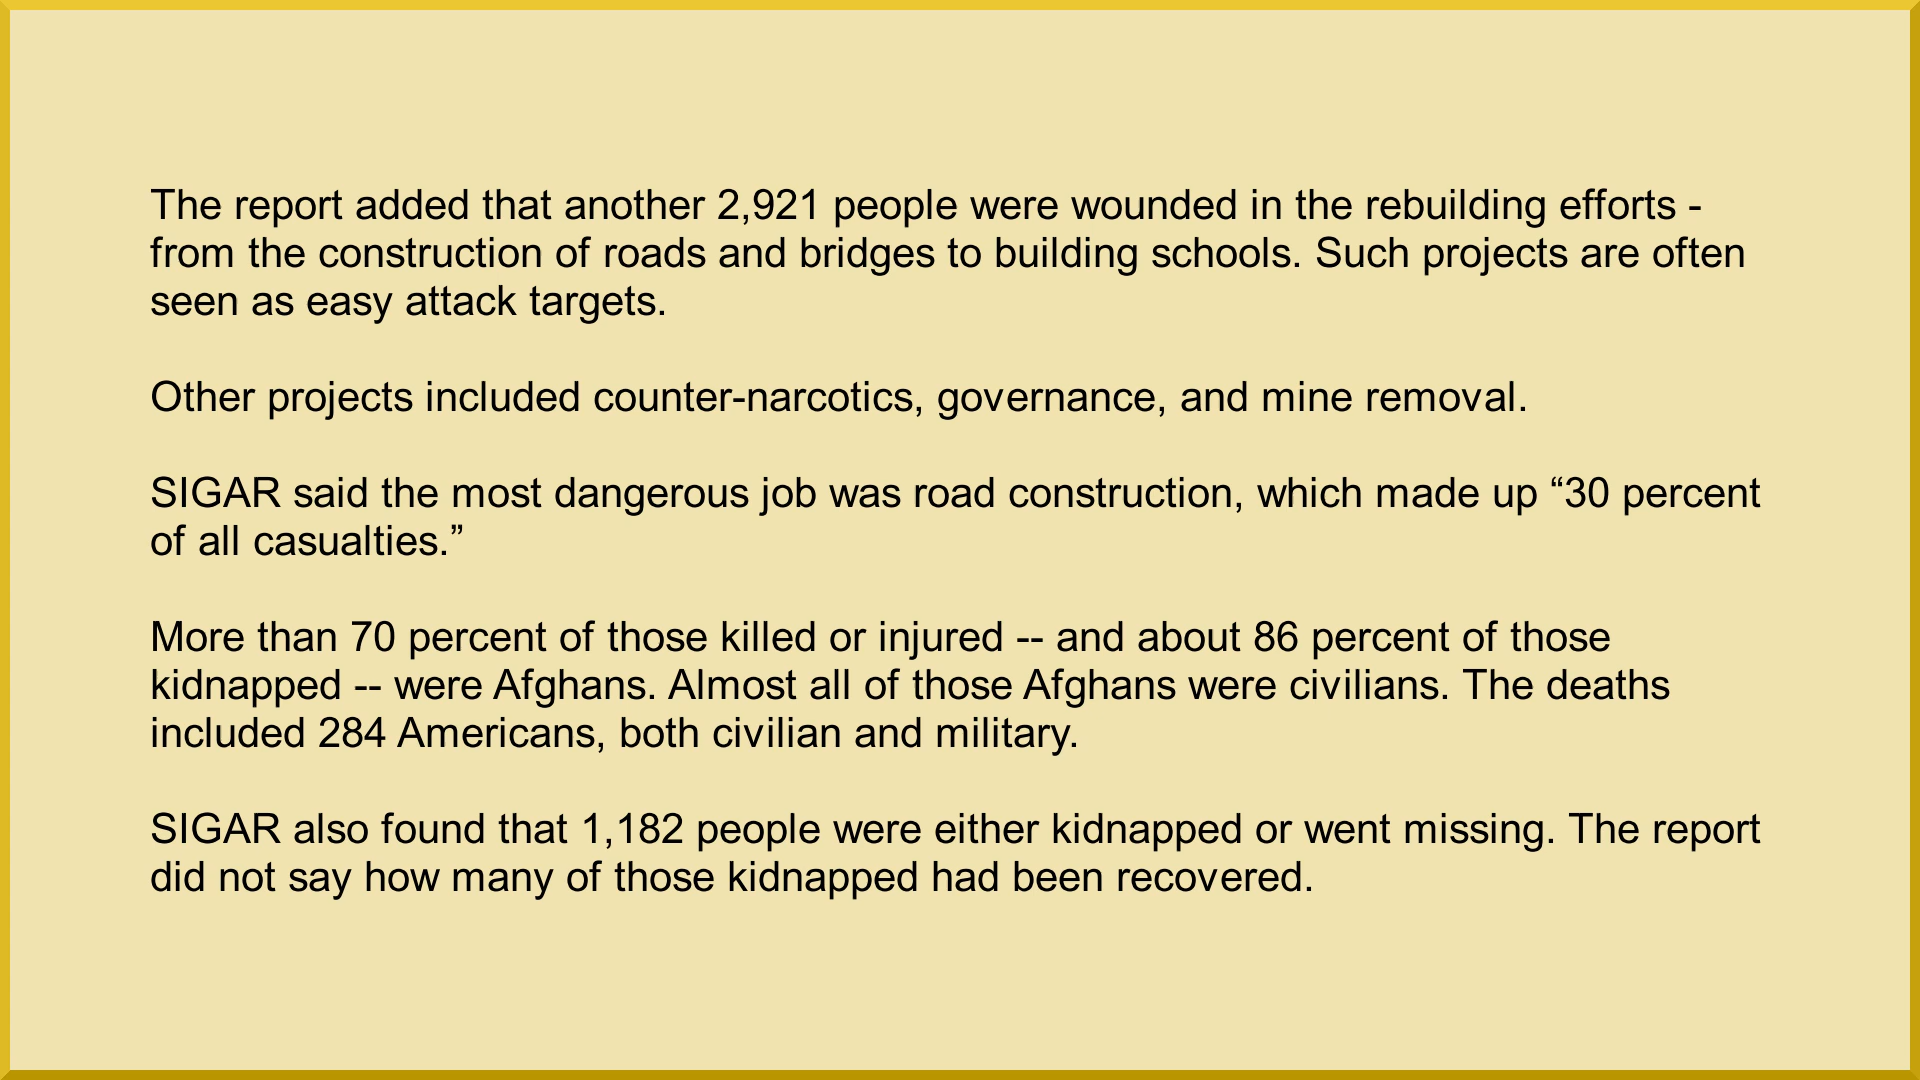 The report added that another 2,921 people were wounded in the rebuilding efforts -
from the construction of roads and bridges to building schools. Such projects are often
seen as easy attack targets.
Other projects included counter-narcotics, governance, and mine removal.
SIGAR said the most dangerous job was road construction, which made up “30 percent
of all casualties.”
More than 70 percent of those killed or injured -- and about 86 percent of those
kidnapped -- were Afghans. Almost all of those Afghans were civilians. The deaths
included 284 Americans, both civilian and military.
SIGAR also found that 1,182 people were either kidnapped or went missing. The report
did not say how many of those kidnapped had been recovered.